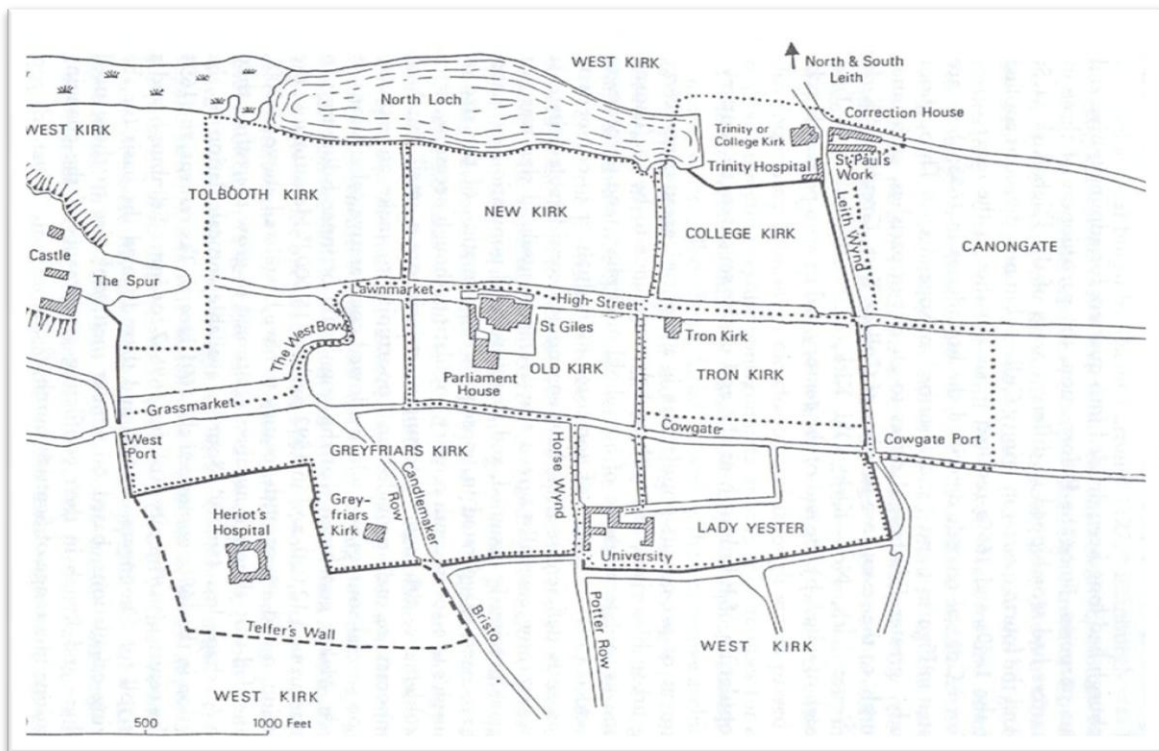 WEST KIRK
North & South
Leith
North Loch
Correction House
Trinity or
College Kirk
WEST KIRK
Trinity Hospital
St Paul's
Work
TOLBOOTH KIRK
NEW KIRK
COLLEGE KIRK
Leith Wynd
CANONGATE
Castle
The Spur
Lawnmarket
High Street
St Giles
Tron Kirk
The West Bow
OLD KIRK
TRON KIRK
Parliament
House
Grassmarket
Cowgate
West
Port
Cowgate Port
GREYFRIARS KIRK
Horse Wynd
Candlemaker
Row
Grey-
friars
Kirk
Heriot's
Hospital
LADY YESTER
University
Bristo
Potter Row
Telfer's Wall
WEST KIRK
WEST KIRK
500
1000 Feet